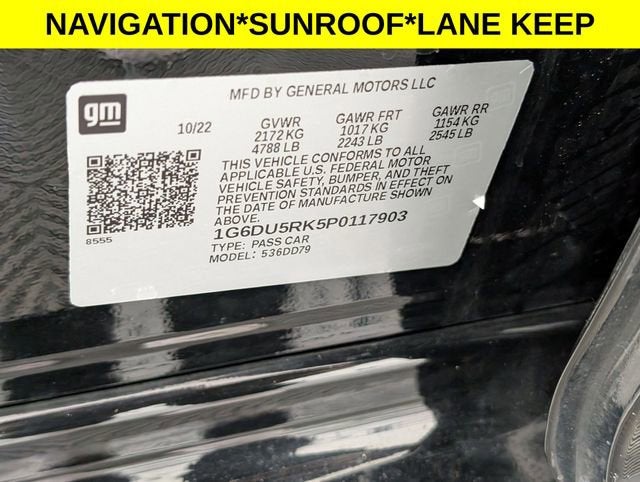 NAVIGATION*SUNROOF*LANE KEEP
gm
MFD BY GENERAL MOTORS LLC
10/22
GVWR
2172 KG
4788 LB
GAWR FRT
1017 KG
2243 LB
GAWR RR
1154 KG
2545 LB
THIS VEHICLE CONFORMS TO ALL
APPLICABLE U.S. FEDERAL MOTOR
VEHICLE SAFETY, BUMPER, AND THEFT
PREVENTION STANDARDS IN EFFECT ON
THE DATE OF MANUFACTURE SHOWN
ABOVE.
1G6DU5RK5P0117903
TYPE: PASS CAR
MODEL: 536DD79
8555